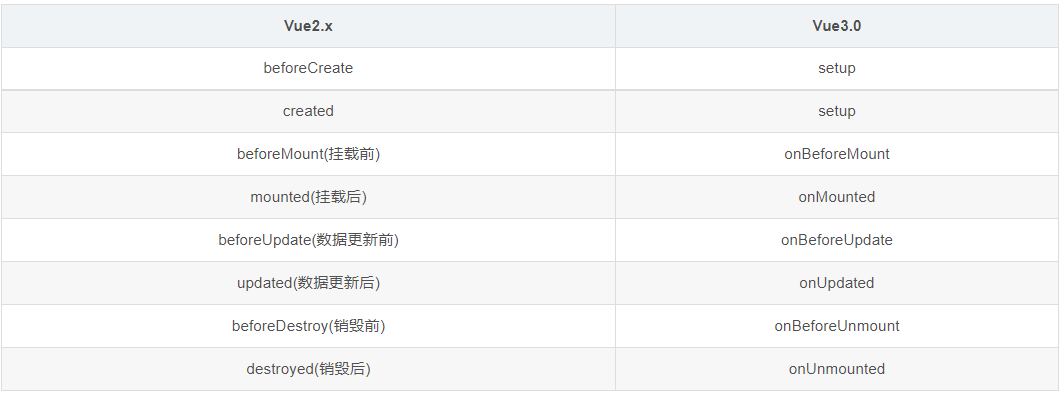 Vue2.x Vue3.0
beforeCreate setup
created setup
beforeMount(挂载前) onBeforeMount
mounted(挂载后) onMounted
beforeUpdate(数据更新前) onBeforeUpdate
updated(数据更新后) onUpdated
beforeDestroy(销毁前) onBeforeUnmount
destroyed(销毁后) onUnmounted